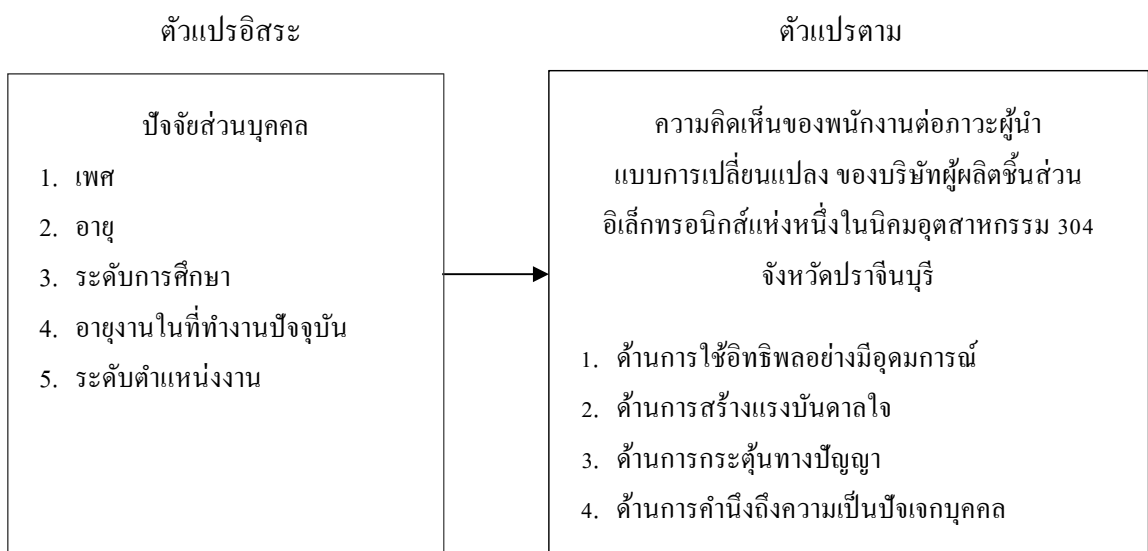 ตัวแปรอิสระ
ตัวแปรตาม
ปัจจัยส่วนบุคคล
1. เพศ
2. อายุ
3. ระดับการศึกษา
4. อายุงานในที่ทำงานปัจจุบัน
5. ระดับตำแหน่งงาน
ความคิดเห็นของพนักงานต่อภาวะผู้นำ
แบบการเปลี่ยนแปลง ของบริษัทผู้ผลิตชิ้นส่วน
อิเล็กทรอนิกส์แห่งหนึ่งในนิคมอุตสาหกรรม 304
จังหวัดปราจีนบุรี
1. ด้านการใช้อิทธิพลอย่างมีอุดมการณ์
2. ด้านการสร้างแรงบันดาลใจ
3. ด้านการกระตุ้นทางปัญญา
4. ด้านการคำนึงถึงความเป็นปัจเจกบุคคล